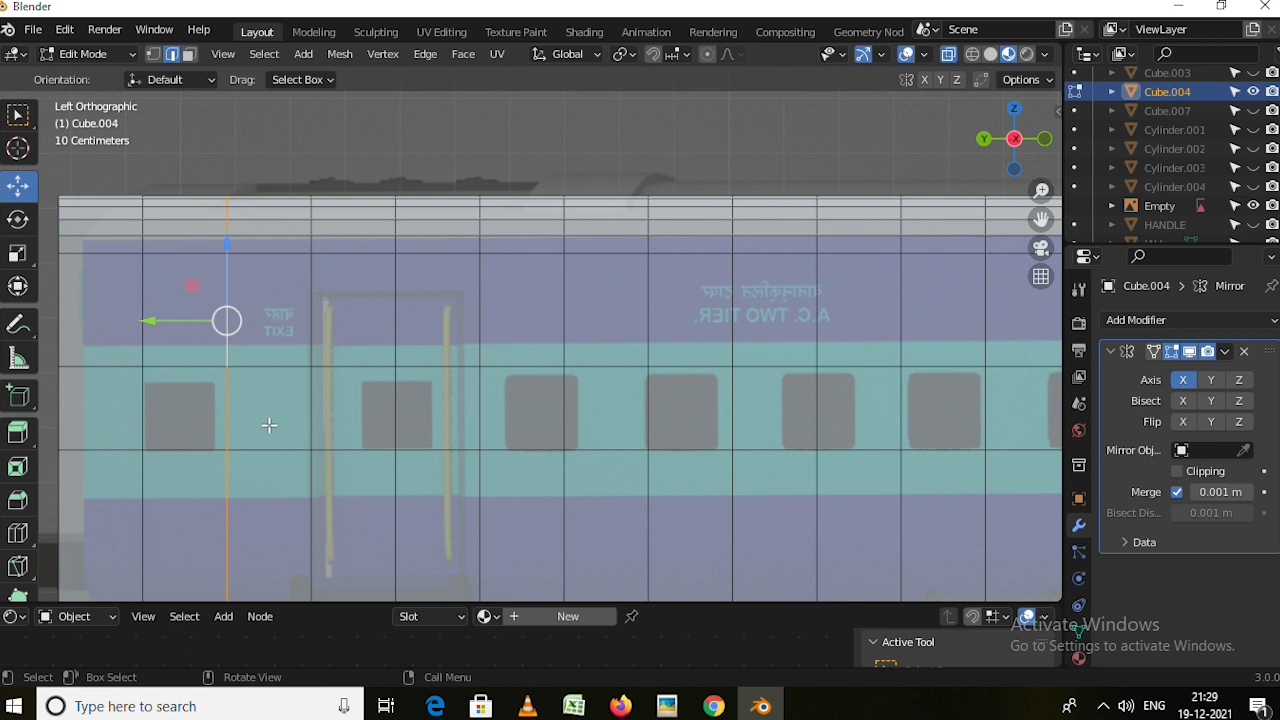 Blender
File Edit Render Window Help Layout Modeling Sculpting UV Editing Texture Paint Shading Animation Rendering Compositing Geometry Nod Scene ViewLayer
Edit Mode View Select Add Mesh Vertex Edge Face UV Global
Orientation: Default Drag: Select Box X Y Z Options
Left Orthographic
(1) Cube.004
10 Centimeters
Z
Y
X
बाहर
EXIT
वातानुकूलित टायर
A.C. TWO TIER.
Cube.003
Cube.004
Cube.007
Cylinder.001
Cylinder.002
Cylinder.003
Cylinder.004
Empty
HANDLE
Cube.004 Mirror
Add Modifier
Axis X Y Z
Bisect X Y Z
Flip X Y Z
Mirror Obj...
Clipping
Merge 0.001 m
Bisect Dis... 0.001 m
Data
Object View Select Add Node Slot New
Active Tool
Activate Windows
Go to Settings to activate Windows.
Select Box Select Rotate View Call Menu 3.0.0
Type here to search
ENG
21:29
19-12-2021
1